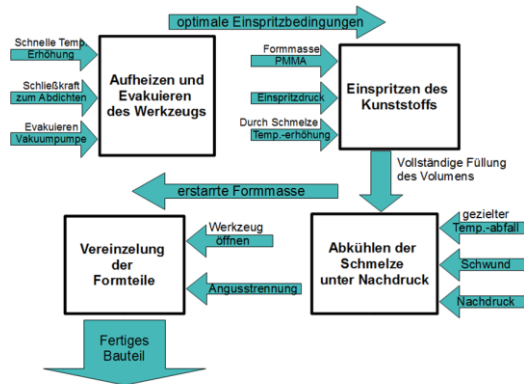 optimale Einspritzbedingungen
Schnelle Temp.
Erhöhung
Schließkraft
zum Abdichten
Evakuieren
Vakuumpumpe
Aufheizen und
Evakuieren
des Werkzeugs
Formmasse
PMMA
Einspritzdruck
Durch Schmelze
Temp.-erhöhung
Einspritzen des
Kunststoffs
Vollständige Füllung
des Volumens
erstarrte Formmasse
gezielter
Temp.-abfall
Schwund
Nachdruck
Abkühlen der
Schmelze
unter Nachdruck
Werkzeug
öffnen
Angusstrennung
Vereinzelung
der
Formteile
Fertiges
Bauteil